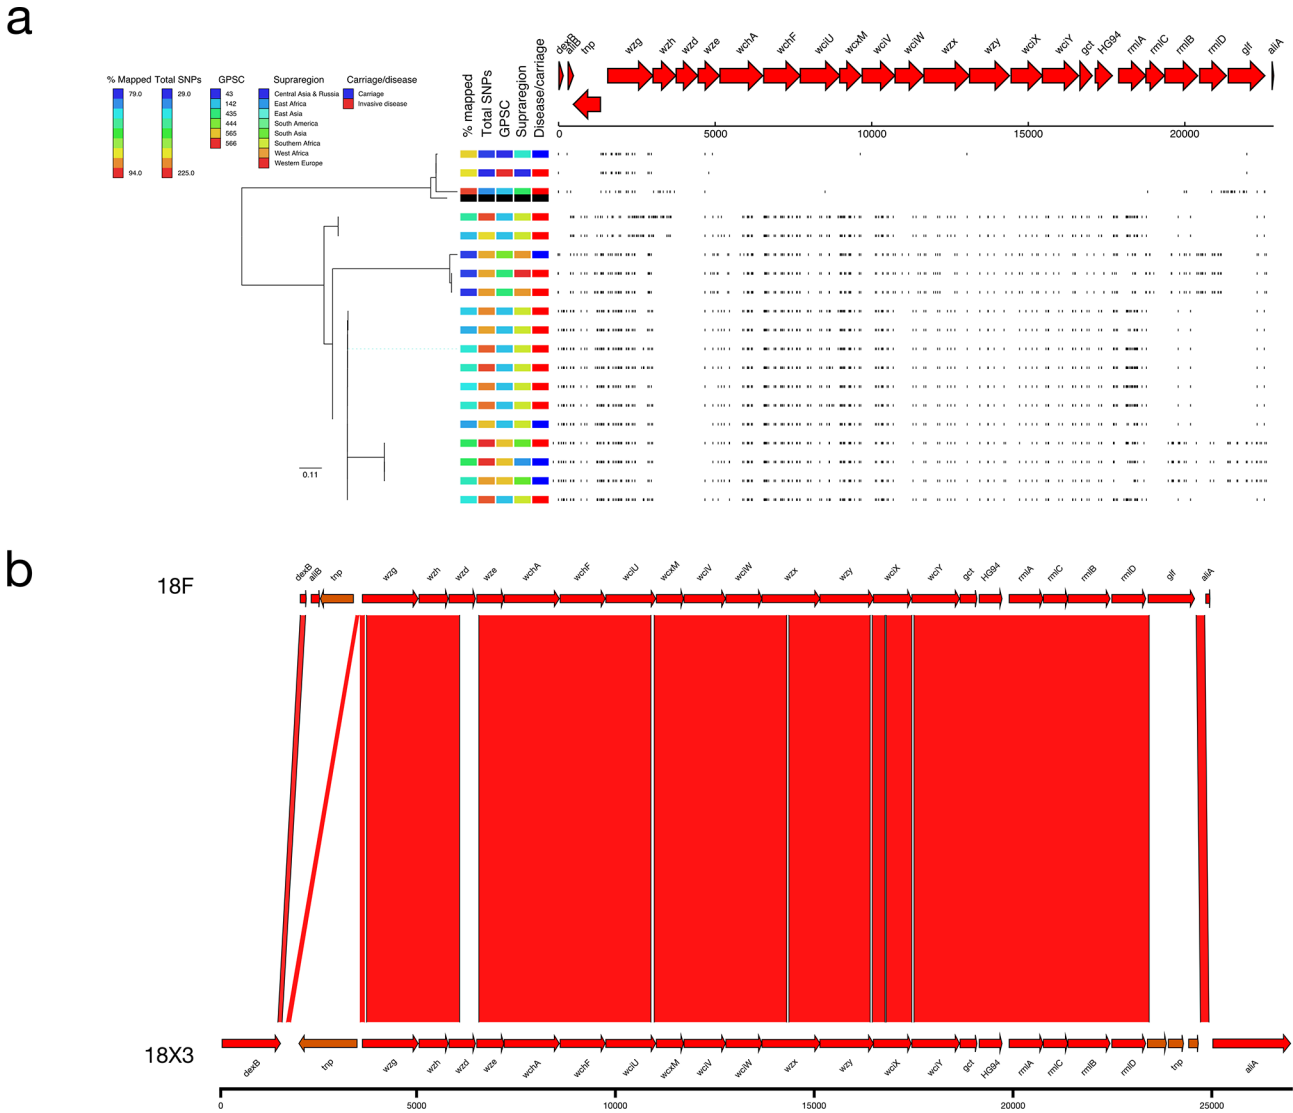 a
dexB aliB tnp wzg wzh wzd wze wchA wchF wciU wcxM wciV wciW wzx wzy wciX wciY gct HG94 rmlA rmlC rmlB rmlD glf aliA
% Mapped Total SNPs GPSC Supraregion Carriage/disease
79.0 29.0 43 Central Asia & Russia Carriage
142 East Africa Invasive disease
435 East Asia
444 South America
565 South Asia
566 Southern Africa
West Africa
94.0 225.0 Western Europe
% mapped
Total SNPs
GPSC
Supraregion
Disease/carriage
0 5000 10000 15000 20000
0.11
b
18F
dexB aliB tnp wzg wzh wzd wze wchA wchF wciU wcxM wciV wciW wzx wzy wciX wciY gct HG94 rmlA rmlC rmlB rmlD glf aliA
18X3
dexB tnp wzg wzh wzd wze wchA wchF wciU wcxM wciV wciW wzx wzy wciX wciY gct HG94 rmlA rmlC rmlB rmlD tnp aliA
0 5000 10000 15000 20000 25000